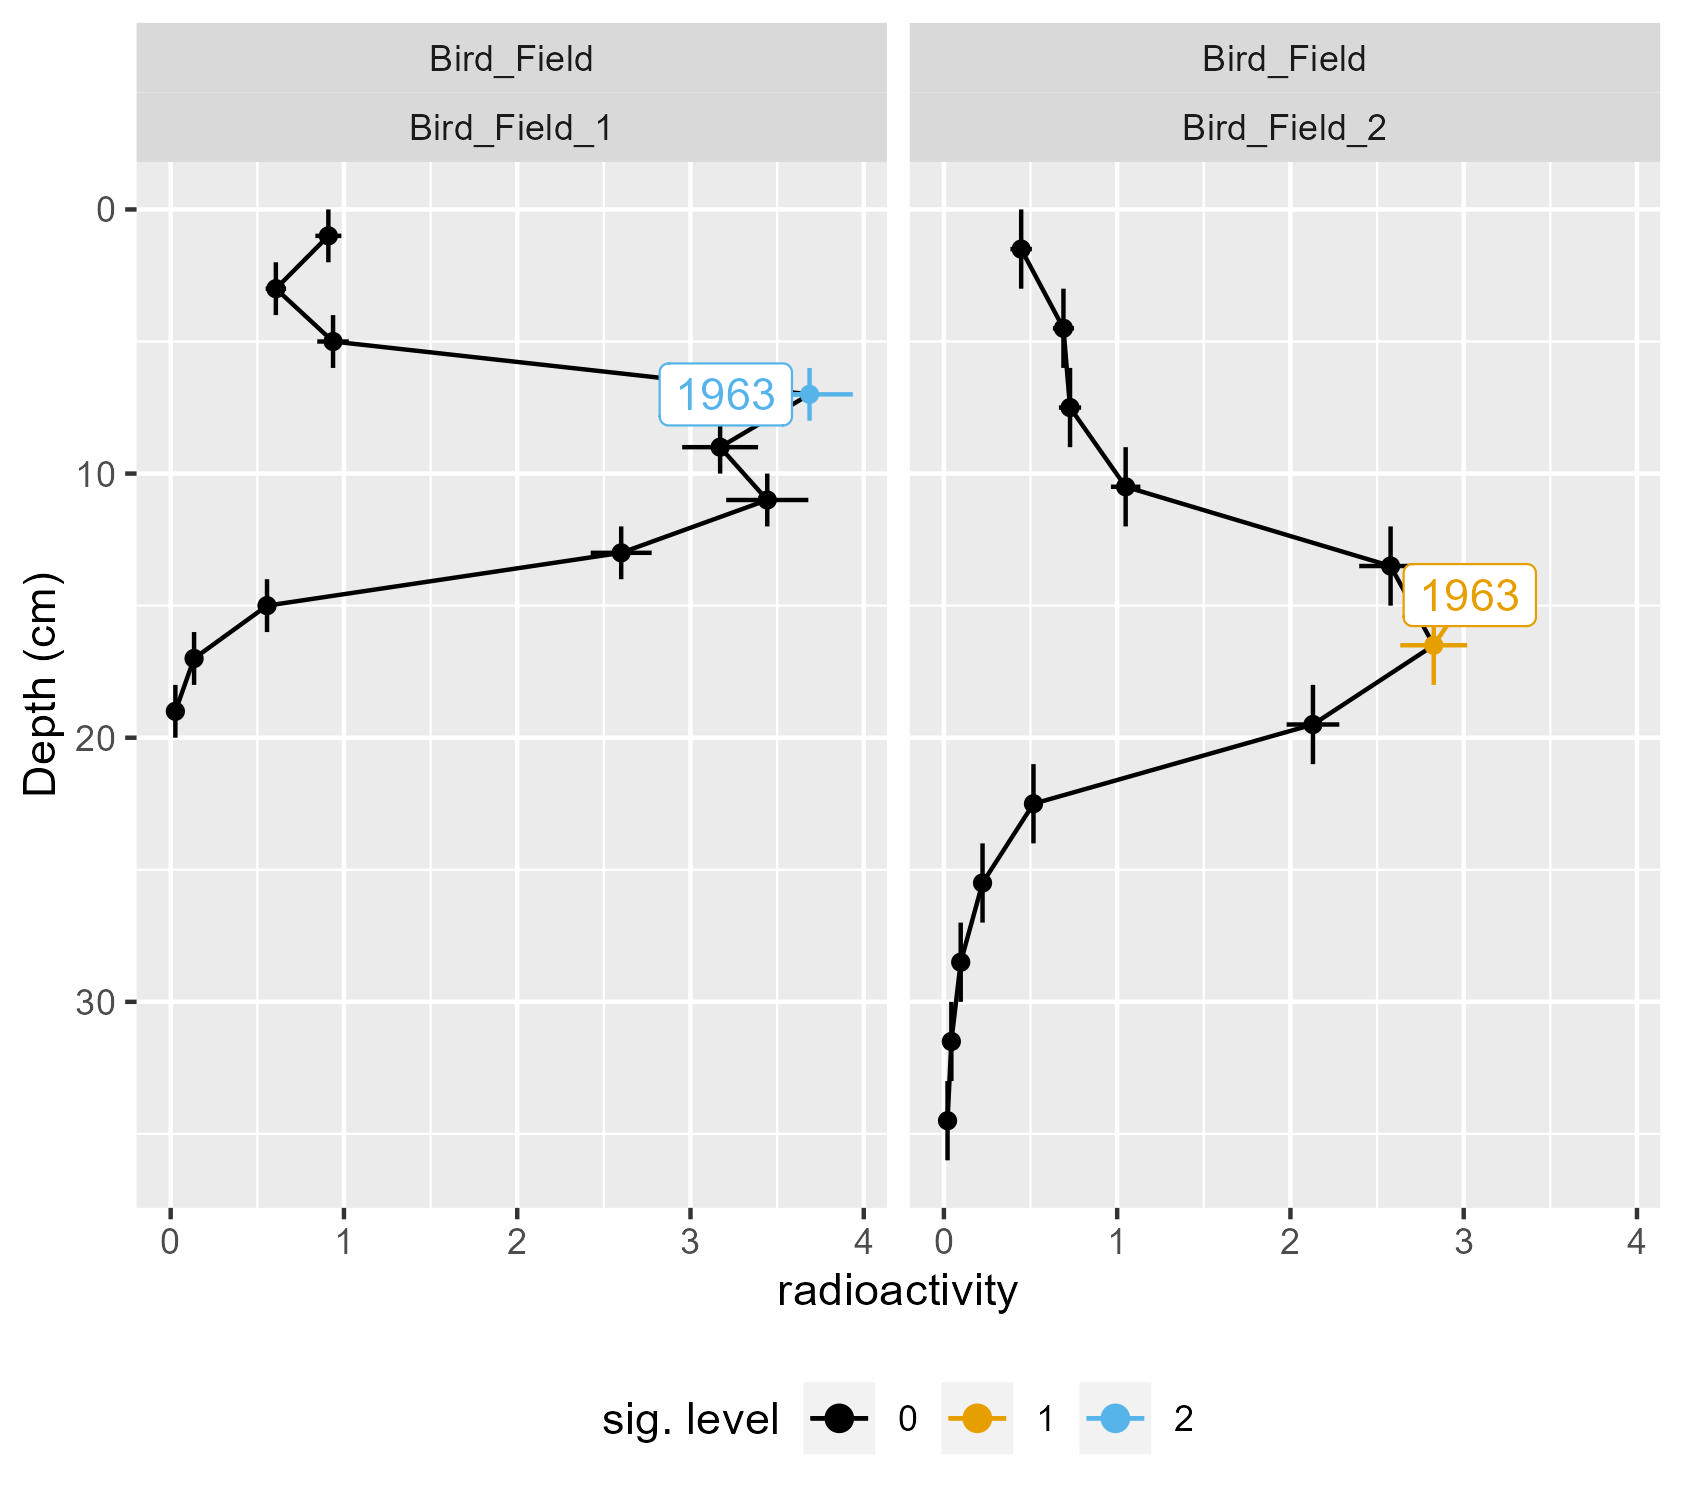 Bird_Field
Bird_Field
Bird_Field_1
Bird_Field_2
0
10
20
30
Depth (cm)
1963
1963
0 1 2 3 4
0 1 2 3 4
radioactivity
sig. level 0 1 2